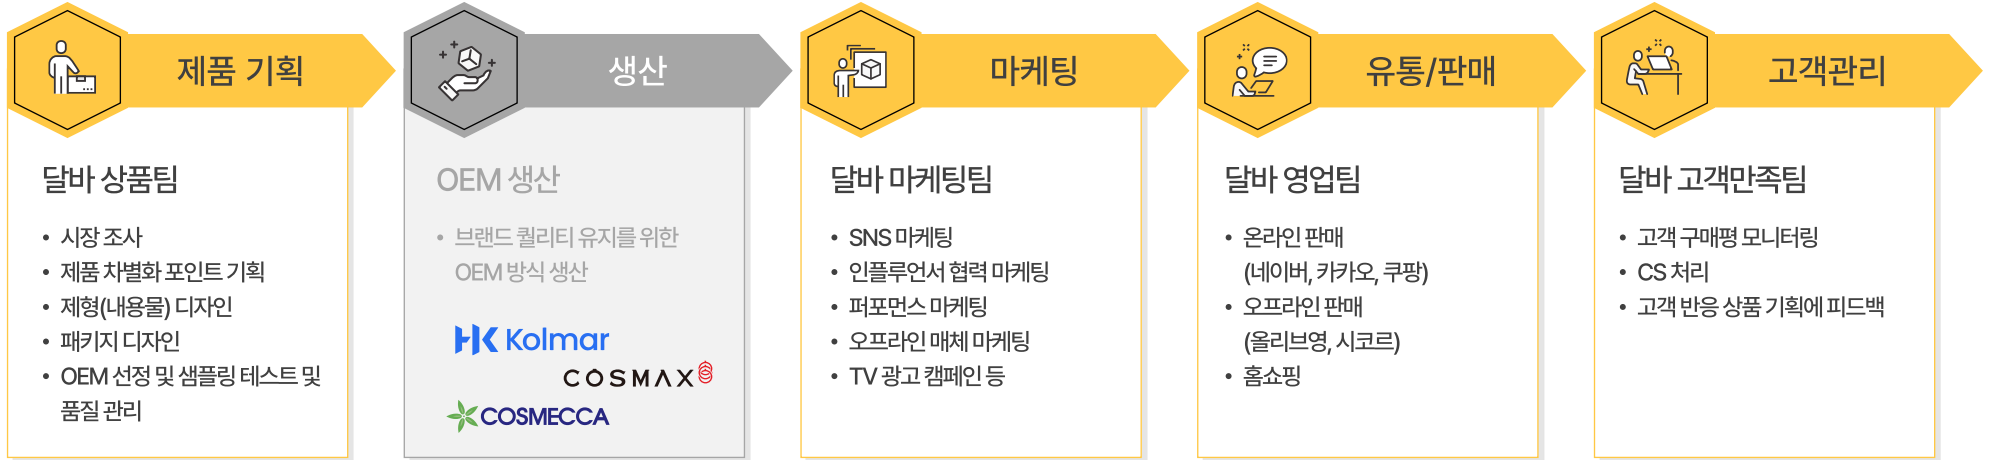 제품 기획
달바 상품팀
• 시장 조사
• 제품 차별화 포인트 기획
• 제형(내용물) 디자인
• 패키지 디자인
• OEM 선정 및 샘플링 테스트 및
품질 관리
생산
OEM 생산
• 브랜드 퀄리티 유지를 위한
OEM 방식 생산
Kolmar
COSMAX
COSMECCA
마케팅
달바 마케팅팀
• SNS 마케팅
• 인플루언서 협력 마케팅
• 퍼포먼스 마케팅
• 오프라인 매체 마케팅
• TV 광고 캠페인 등
유통/판매
달바 영업팀
• 온라인 판매
(네이버, 카카오, 쿠팡)
• 오프라인 판매
(올리브영, 시코르)
• 홈쇼핑
고객관리
달바 고객만족팀
• 고객 구매평 모니터링
• CS 처리
• 고객 반응 상품 기획에 피드백